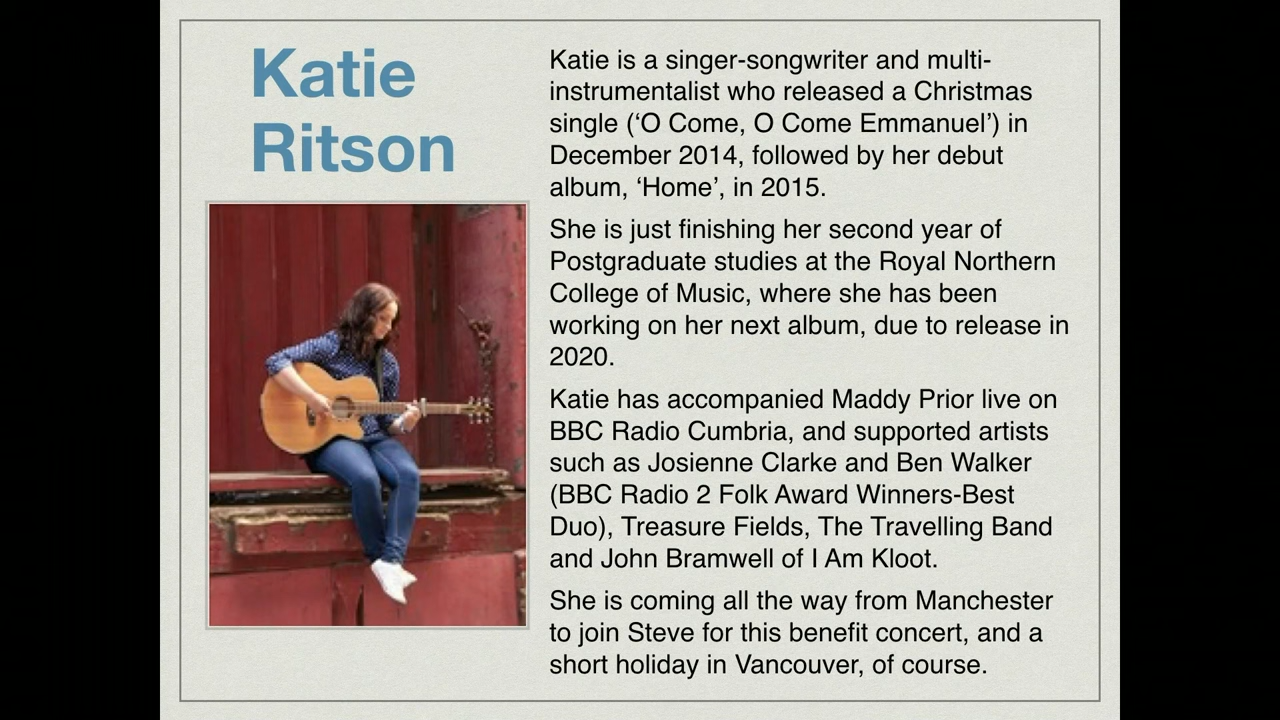 Katie
Ritson
Katie is a singer-songwriter and multi-
instrumentalist who released a Christmas
single (‘O Come, O Come Emmanuel’) in
December 2014, followed by her debut
album, ‘Home’, in 2015.
She is just finishing her second year of
Postgraduate studies at the Royal Northern
College of Music, where she has been
working on her next album, due to release in
2020.
Katie has accompanied Maddy Prior live on
BBC Radio Cumbria, and supported artists
such as Josienne Clarke and Ben Walker
(BBC Radio 2 Folk Award Winners-Best
Duo), Treasure Fields, The Travelling Band
and John Bramwell of I Am Kloot.
She is coming all the way from Manchester
to join Steve for this benefit concert, and a
short holiday in Vancouver, of course.